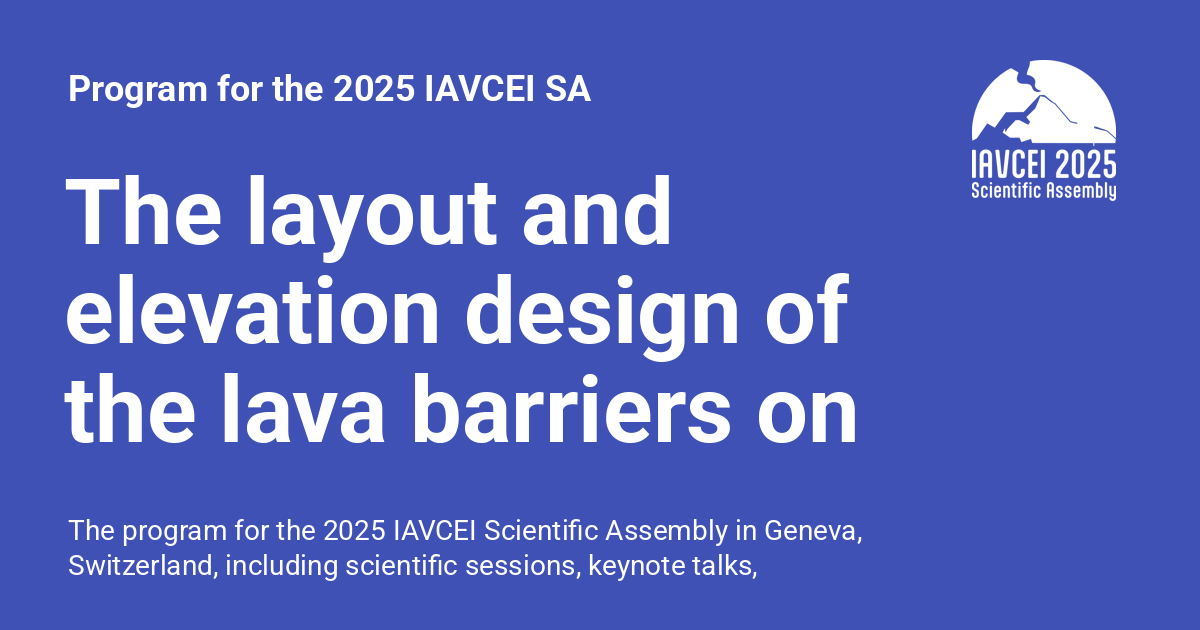 Program for the 2025 IAVCEI SA
IAVCEI 2025
Scientific Assembly
The layout and
elevation design of
the lava barriers on
The program for the 2025 IAVCEI Scientific Assembly in Geneva,
Switzerland, including scientific sessions, keynote talks,